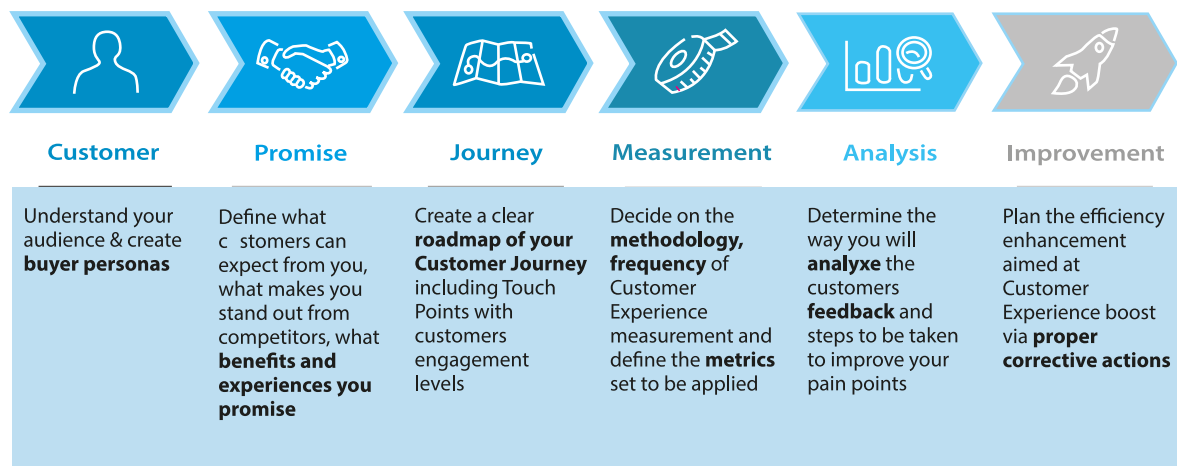 Customer
Promise
Journey
Measurement
Analysis
Improvement
Understand your
audience & create
buyer personas
Define what
c stomers can
expect from you,
what makes you
stand out from
competitors, what
benefits and
experiences you
promise
Create a clear
roadmap of your
Customer Journey
including Touch
Points with
customers
engagement
levels
Decide on the
methodology,
frequency of
Customer
Experience
measurement and
define the metrics
set to be applied
Determine the
way you will
analyxe the
customers
feedback and
steps to be taken
to improve your
pain points
Plan the efficiency
enhancement
aimed at
Customer
Experience boost
via proper
corrective actions